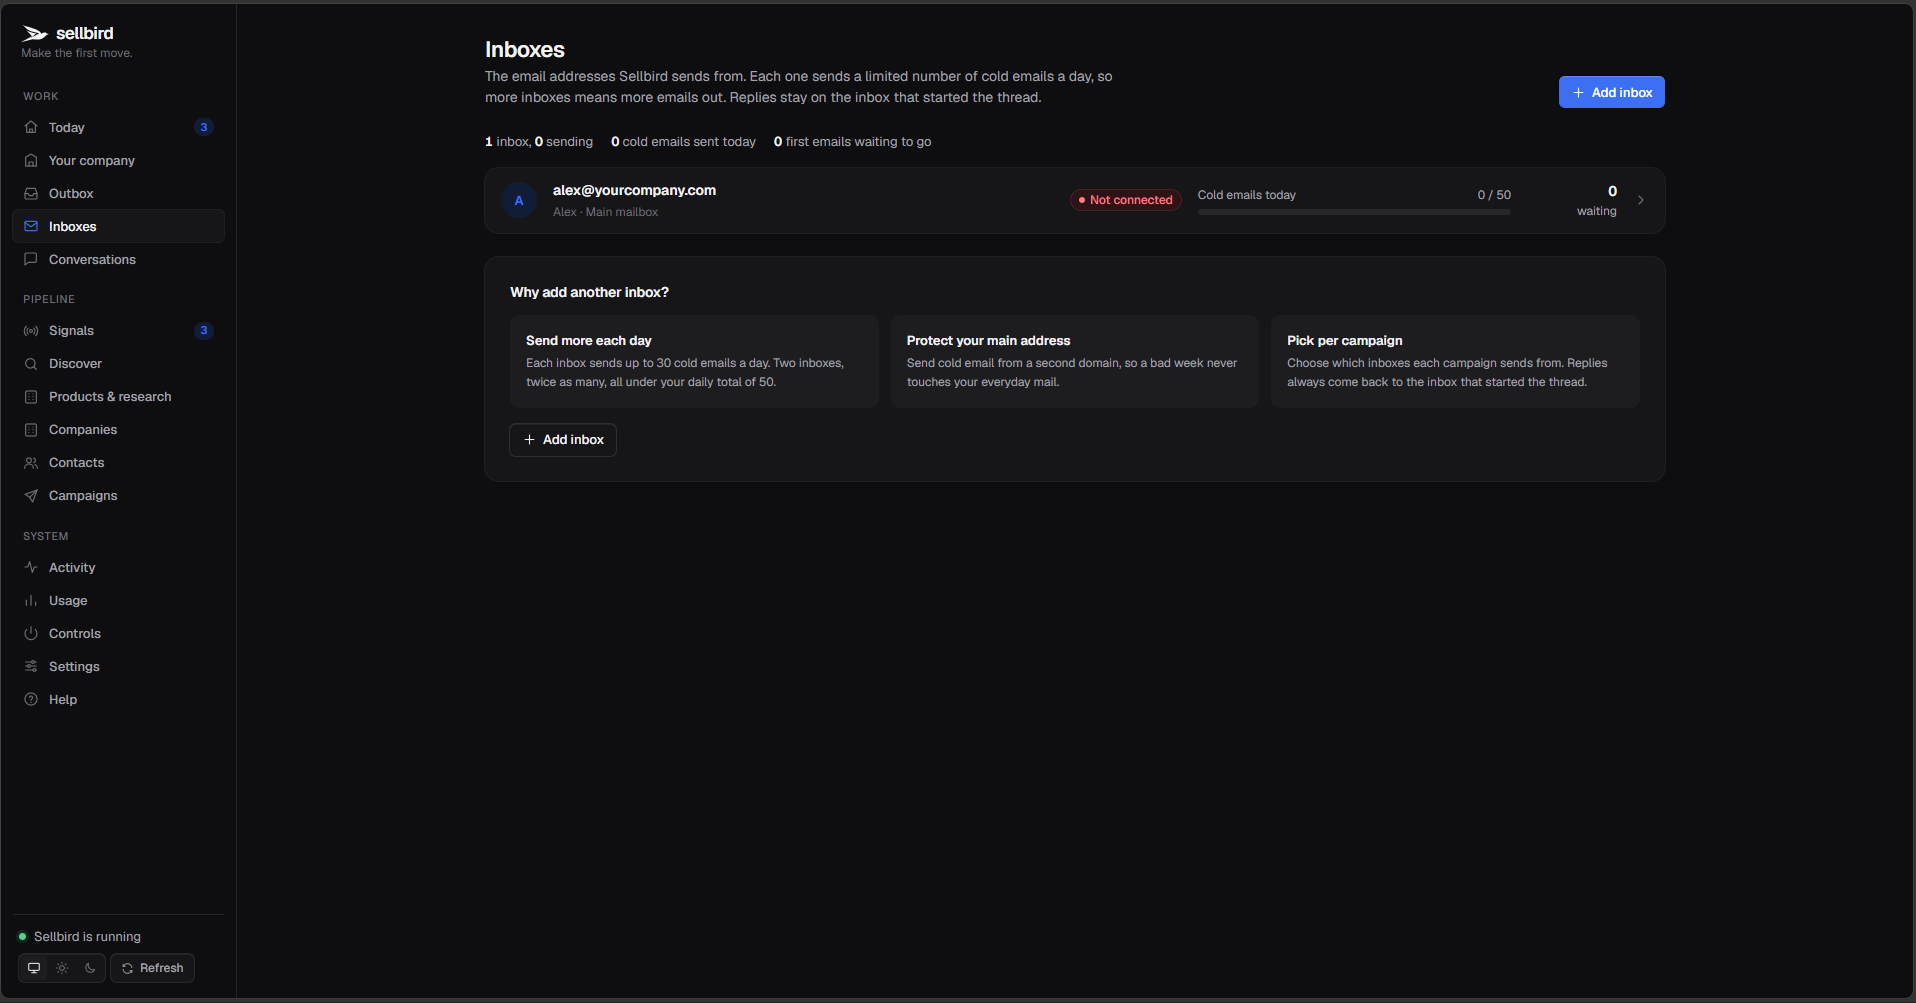 sellbird
Make the first move.
WORK
Today 3
Your company
Outbox
Inboxes
Conversations
PIPELINE
Signals 3
Discover
Products & research
Companies
Contacts
Campaigns
SYSTEM
Activity
Usage
Controls
Settings
Help
Sellbird is running
Refresh
Inboxes
The email addresses Sellbird sends from. Each one sends a limited number of cold emails a day, so
more inboxes means more emails out. Replies stay on the inbox that started the thread.
+ Add inbox
1 inbox, 0 sending 0 cold emails sent today 0 first emails waiting to go
A
alex@yourcompany.com
Alex · Main mailbox
Not connected
Cold emails today 0 / 50
0
waiting
Why add another inbox?
Send more each day
Each inbox sends up to 30 cold emails a day. Two inboxes,
twice as many, all under your daily total of 50.
Protect your main address
Send cold email from a second domain, so a bad week never
touches your everyday mail.
Pick per campaign
Choose which inboxes each campaign sends from. Replies
always come back to the inbox that started the thread.
+ Add inbox